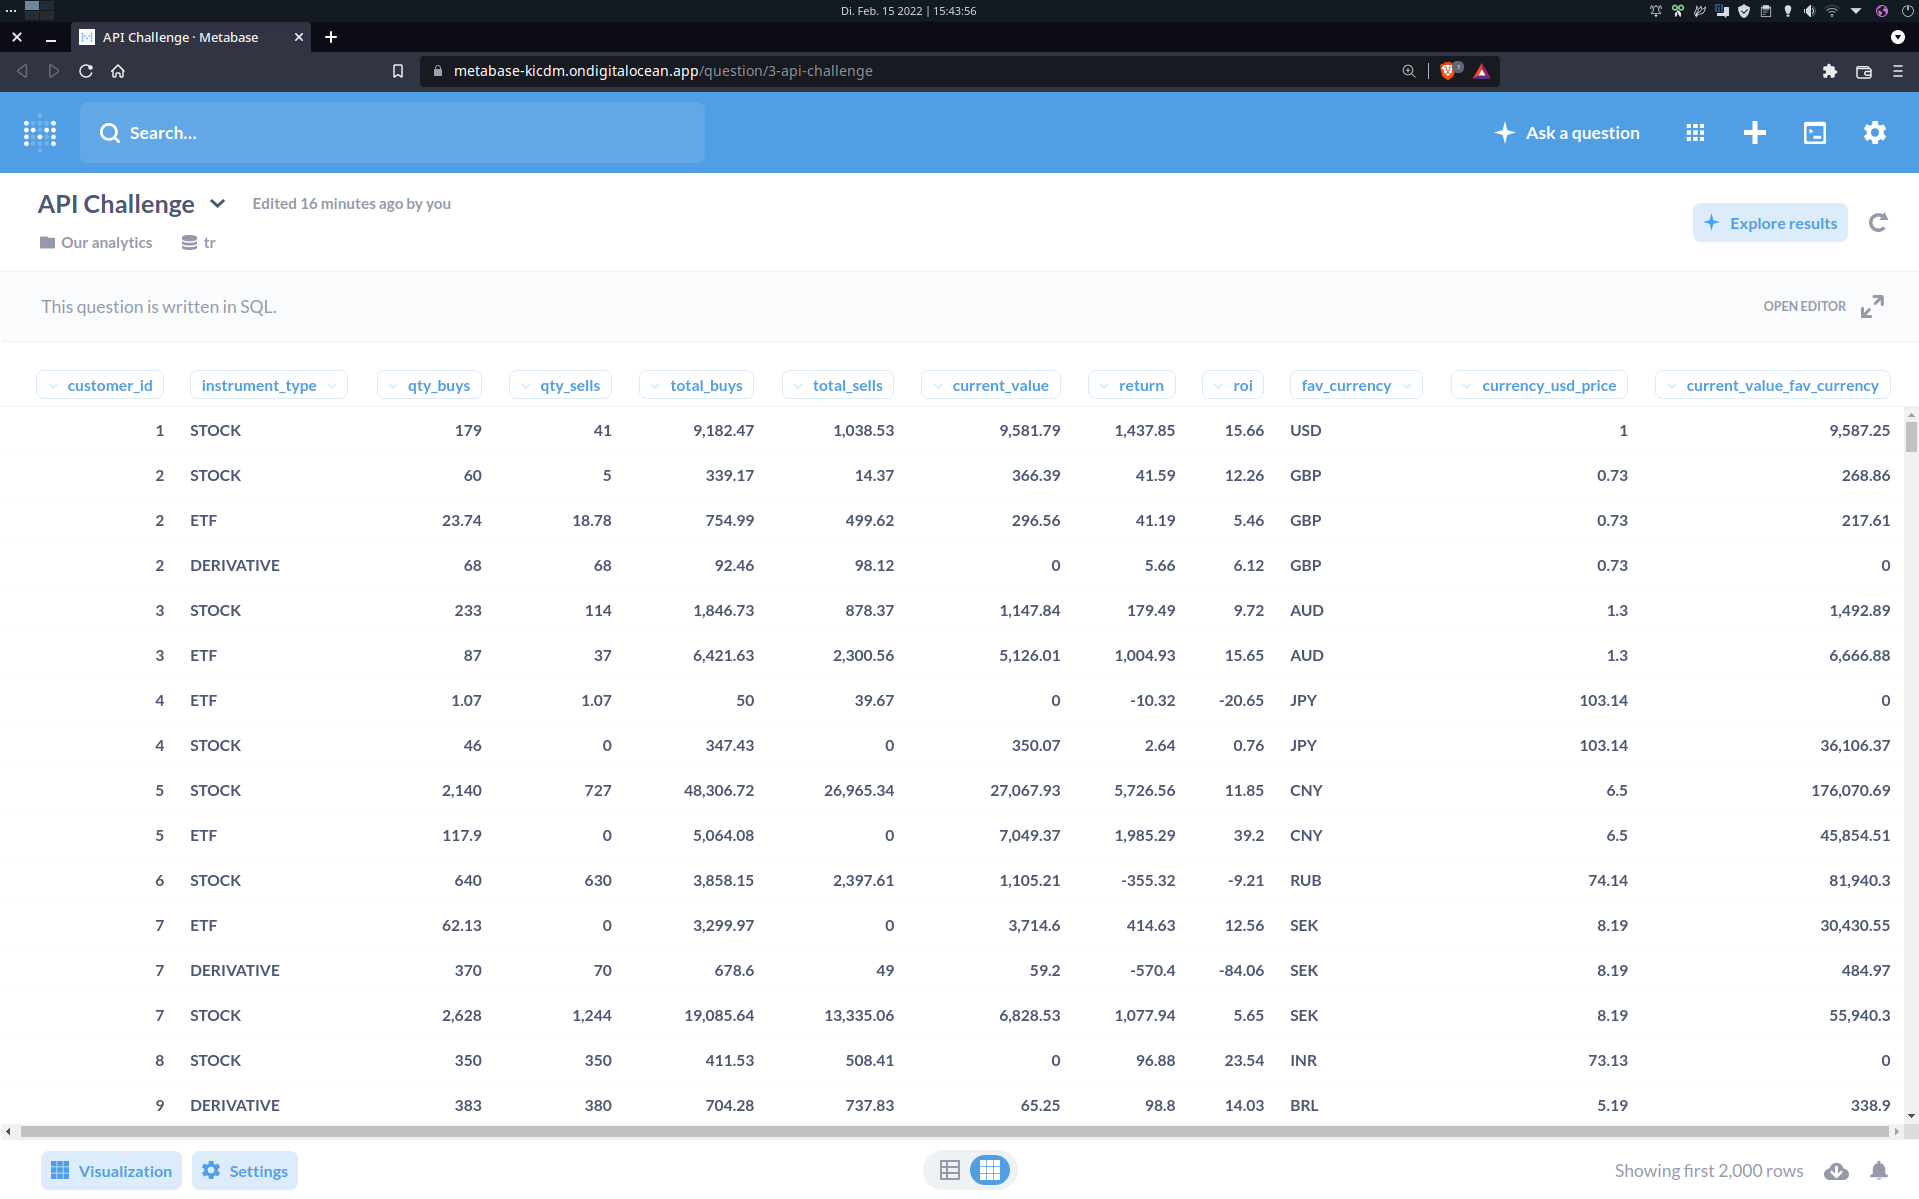 Di. Feb. 15 2022 | 15:43:56
API Challenge · Metabase
metabase-kicdm.ondigitalocean.app/question/3-api-challenge
1
Search...
Ask a question
API Challenge
Edited 16 minutes ago by you
Our analytics
tr
Explore results
This question is written in SQL.
OPEN EDITOR
customer_id instrument_type qty_buys qty_sells total_buys total_sells current_value return roi fav_currency currency_usd_price current_value_fav_currency
1 STOCK 179 41 9,182.47 1,038.53 9,581.79 1,437.85 15.66 USD 1 9,587.25
2 STOCK 60 5 339.17 14.37 366.39 41.59 12.26 GBP 0.73 268.86
2 ETF 23.74 18.78 754.99 499.62 296.56 41.19 5.46 GBP 0.73 217.61
2 DERIVATIVE 68 68 92.46 98.12 0 5.66 6.12 GBP 0.73 0
3 STOCK 233 114 1,846.73 878.37 1,147.84 179.49 9.72 AUD 1.3 1,492.89
3 ETF 87 37 6,421.63 2,300.56 5,126.01 1,004.93 15.65 AUD 1.3 6,666.88
4 ETF 1.07 1.07 50 39.67 0 -10.32 -20.65 JPY 103.14 0
4 STOCK 46 0 347.43 0 350.07 2.64 0.76 JPY 103.14 36,106.37
5 STOCK 2,140 727 48,306.72 26,965.34 27,067.93 5,726.56 11.85 CNY 6.5 176,070.69
5 ETF 117.9 0 5,064.08 0 7,049.37 1,985.29 39.2 CNY 6.5 45,854.51
6 STOCK 640 630 3,858.15 2,397.61 1,105.21 -355.32 -9.21 RUB 74.14 81,940.3
7 ETF 62.13 0 3,299.97 0 3,714.6 414.63 12.56 SEK 8.19 30,430.55
7 DERIVATIVE 370 70 678.6 49 59.2 -570.4 -84.06 SEK 8.19 484.97
7 STOCK 2,628 1,244 19,085.64 13,335.06 6,828.53 1,077.94 5.65 SEK 8.19 55,940.3
8 STOCK 350 350 411.53 508.41 0 96.88 23.54 INR 73.13 0
9 DERIVATIVE 383 380 704.28 737.83 65.25 98.8 14.03 BRL 5.19 338.9
Visualization
Settings
Showing first 2,000 rows